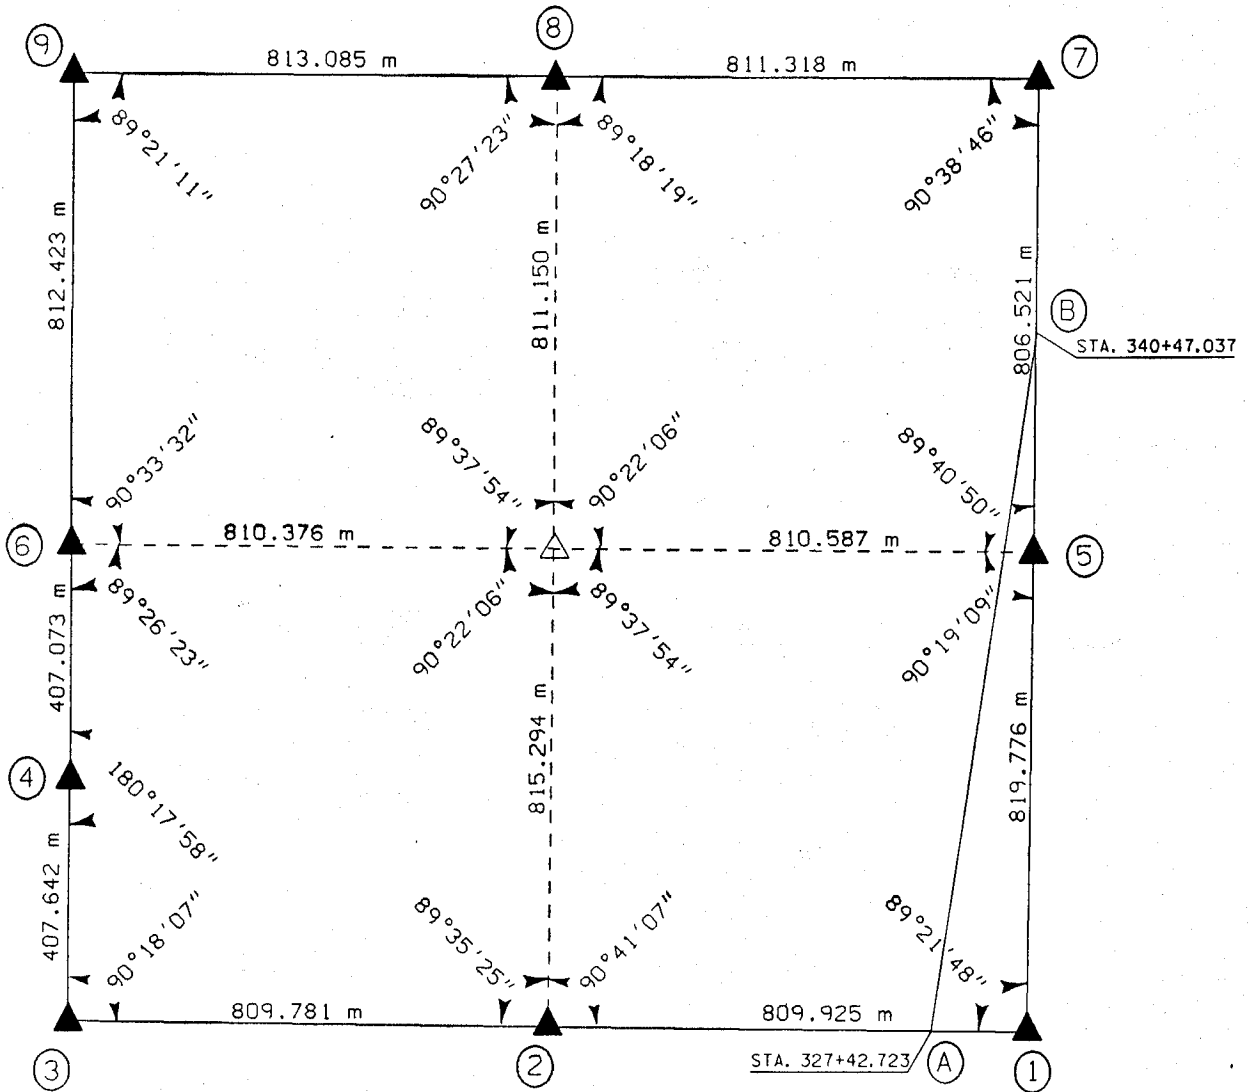 9
8
7
813.085 m
811.318 m
89°21'11"
90°27'23"
89°18'19"
90°38'46"
812.423 m
811.150 m
806.521 m
B
STA. 340+47.037
90°33'32"
89°37'54"
90°22'06"
89°40'50"
6
810.376 m
810.587 m
5
89°26'23"
90°22'06"
89°37'54"
90°19'09"
407.073 m
815.294 m
819.776 m
4
180°17'58"
407.642 m
90°18'07"
89°35'25"
90°41'07"
89°21'48"
809.781 m
809.925 m
STA. 327+42.723
A
3
2
1